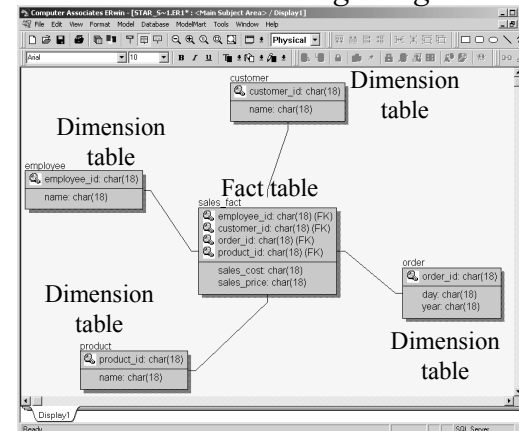 Computer Associates ERwin - [STAR_S~1.ER1* : <Main Subject Area> / Display1]
File Edit View Format Model Database ModelMart Tools Window Help
Physical
Arial 10 B I U
customer
customer_id: char(18)
name: char(18)
Dimension
table
Dimension
table
employee
employee_id: char(18)
name: char(18)
Fact table
sales_fact
employee_id: char(18) (FK)
customer_id: char(18) (FK)
order_id: char(18) (FK)
product_id: char(18) (FK)
sales_cost: char(18)
sales_price: char(18)
order
order_id: char(18)
day: char(18)
year: char(18)
Dimension
table
Dimension
table
product
product_id: char(18)
name: char(18)
Display1
Ready SQL Server